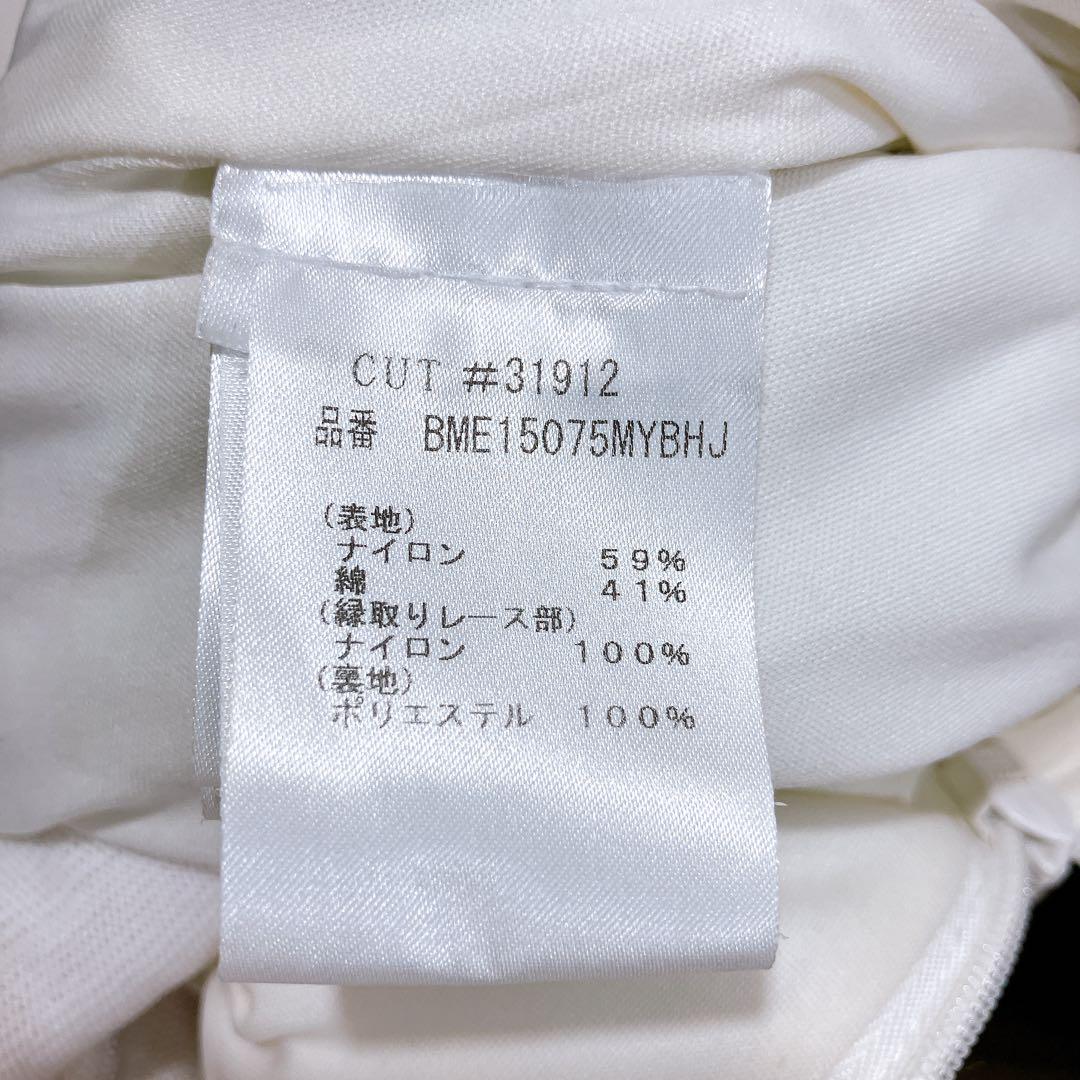 CUT #31912
品番 BME15075MYBHJ
(表地)
ナイロン 59%
綿 41%
(縁取りレース部)
ナイロン 100%
(裏地)
ポリエステル 100%